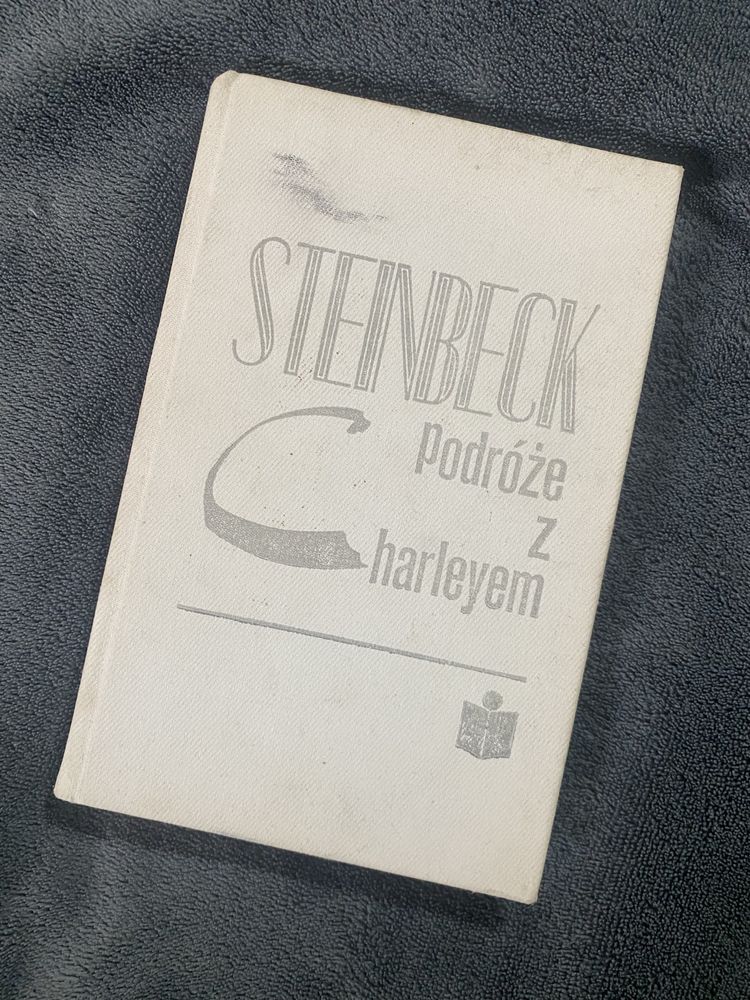 STEINBECK
Podróże
z
Charleyem